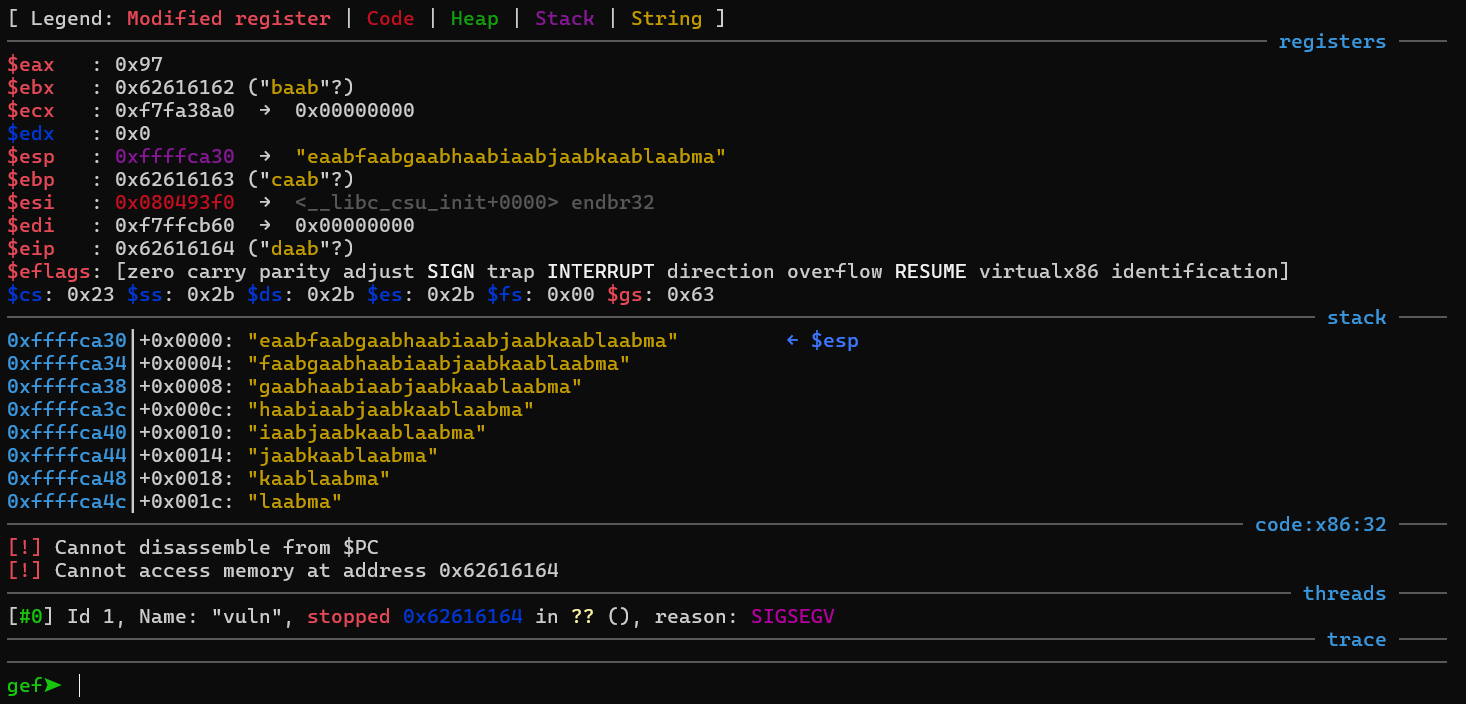 [ Legend: Modified register | Code | Heap | Stack | String ]
registers
$eax   : 0x97
$ebx   : 0x62616162 ("baab"?)
$ecx   : 0xf7fa38a0  →  0x00000000
$edx   : 0x0
$esp   : 0xffffca30  →  "eaabfaabgaabhaabiaabjaabkaablaabma"
$ebp   : 0x62616163 ("caab"?)
$esi   : 0x080493f0  →  <__libc_csu_init+0000> endbr32
$edi   : 0xf7ffcb60  →  0x00000000
$eip   : 0x62616164 ("daab"?)
$eflags: [zero carry parity adjust SIGN trap INTERRUPT direction overflow RESUME virtualx86 identification]
$cs: 0x23 $ss: 0x2b $ds: 0x2b $es: 0x2b $fs: 0x00 $gs: 0x63
stack
0xffffca30│+0x0000: "eaabfaabgaabhaabiaabjaabkaablaabma"         ← $esp
0xffffca34│+0x0004: "faabgaabhaabiaabjaabkaablaabma"
0xffffca38│+0x0008: "gaabhaabiaabjaabkaablaabma"
0xffffca3c│+0x000c: "haabiaabjaabkaablaabma"
0xffffca40│+0x0010: "iaabjaabkaablaabma"
0xffffca44│+0x0014: "jaabkaablaabma"
0xffffca48│+0x0018: "kaablaabma"
0xffffca4c│+0x001c: "laabma"
code:x86:32
[!] Cannot disassemble from $PC
[!] Cannot access memory at address 0x62616164
threads
[#0] Id 1, Name: "vuln", stopped 0x62616164 in ?? (), reason: SIGSEGV
trace
gef➤